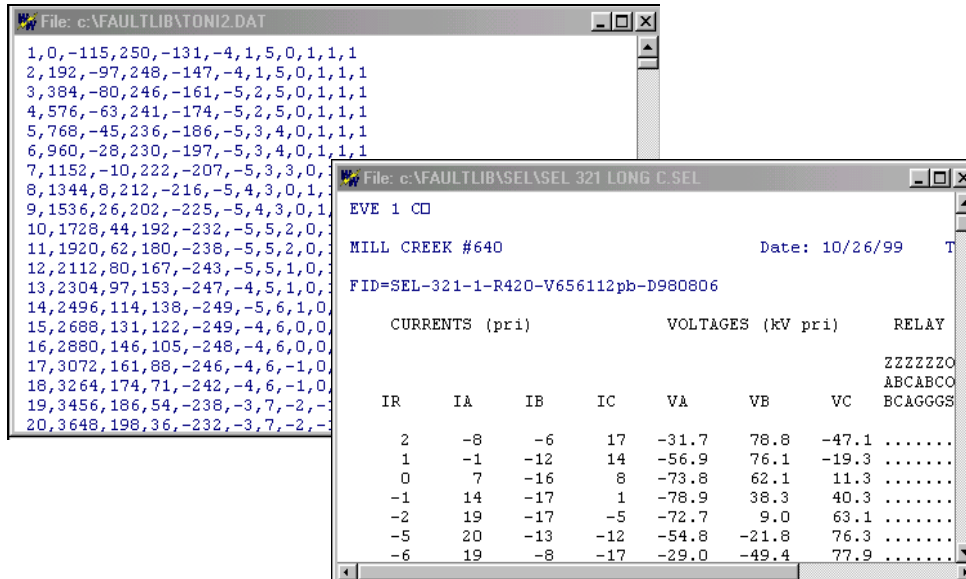 File: c:\FAULTLIB\TONI2.DAT
1,0,-115,250,-131,-4,1,5,0,1,1,1
2,192,-97,248,-147,-4,1,5,0,1,1,1
3,384,-80,246,-161,-5,2,5,0,1,1,1
4,576,-63,241,-174,-5,2,5,0,1,1,1
5,768,-45,236,-186,-5,3,4,0,1,1,1
6,960,-28,230,-197,-5,3,4,0,1,1,1
7,1152,-10,222,-207,-5,3,3,0,
8,1344,8,212,-216,-5,4,3,0,1,
9,1536,26,202,-225,-5,4,3,0,1,
10,1728,44,192,-232,-5,5,2,0,
11,1920,62,180,-238,-5,5,2,0,
12,2112,80,167,-243,-5,5,1,0,
13,2304,97,153,-247,-4,5,1,0,
14,2496,114,138,-249,-5,6,1,0,
15,2688,131,122,-249,-4,6,0,0,
16,2880,146,105,-248,-4,6,0,0,
17,3072,161,88,-246,-4,6,-1,0,
18,3264,174,71,-242,-4,6,-1,0,
19,3456,186,54,-238,-3,7,-2,-
20,3648,198,36,-232,-3,7,-2,-
File: c:\FAULTLIB\SEL\SEL 321 LONG C.SEL
EVE 1 C
MILL CREEK #640 Date: 10/26/99 T
FID=SEL-321-1-R420-V656112pb-D980806
CURRENTS (pri) VOLTAGES (kV pri) RELAY
ZZZZZZO
ABCABCO
IR IA IB IC VA VB VC BCAGGGS
2 -8 -6 17 -31.7 78.8 -47.1 .......
1 -1 -12 14 -56.9 76.1 -19.3 .......
0 7 -16 8 -73.8 62.1 11.3 .......
-1 14 -17 1 -78.9 38.3 40.3 .......
-2 19 -17 -5 -72.7 9.0 63.1 .......
-5 20 -13 -12 -54.8 -21.8 76.3 .......
-6 19 -8 -17 -29.0 -49.4 77.9 .......